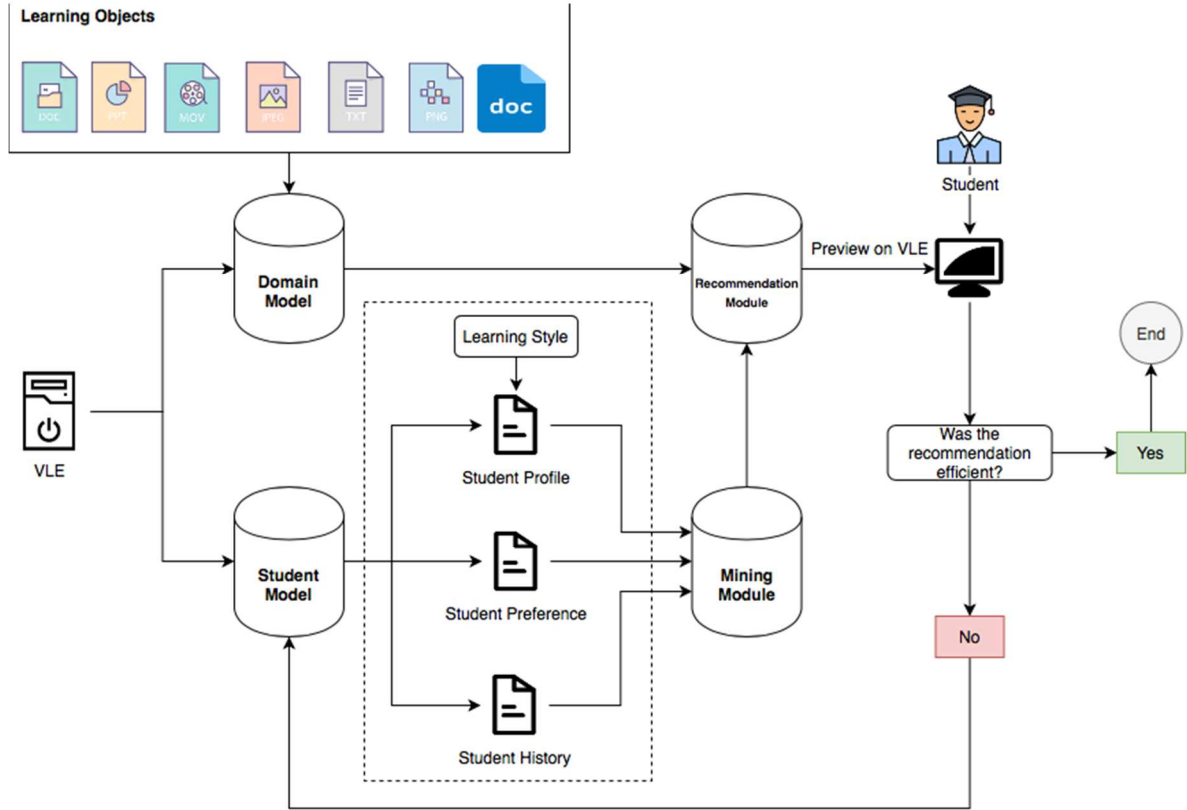 Learning Objects
DOC
PPT
MOV
JPEG
TXT
PNG
doc
Student
Domain
Model
Recommendation
Module
Preview on VLE
Learning Style
End
VLE
Student Profile
Was the
recommendation
efficient?
Yes
Student
Model
Student Preference
Mining
Module
No
Student History